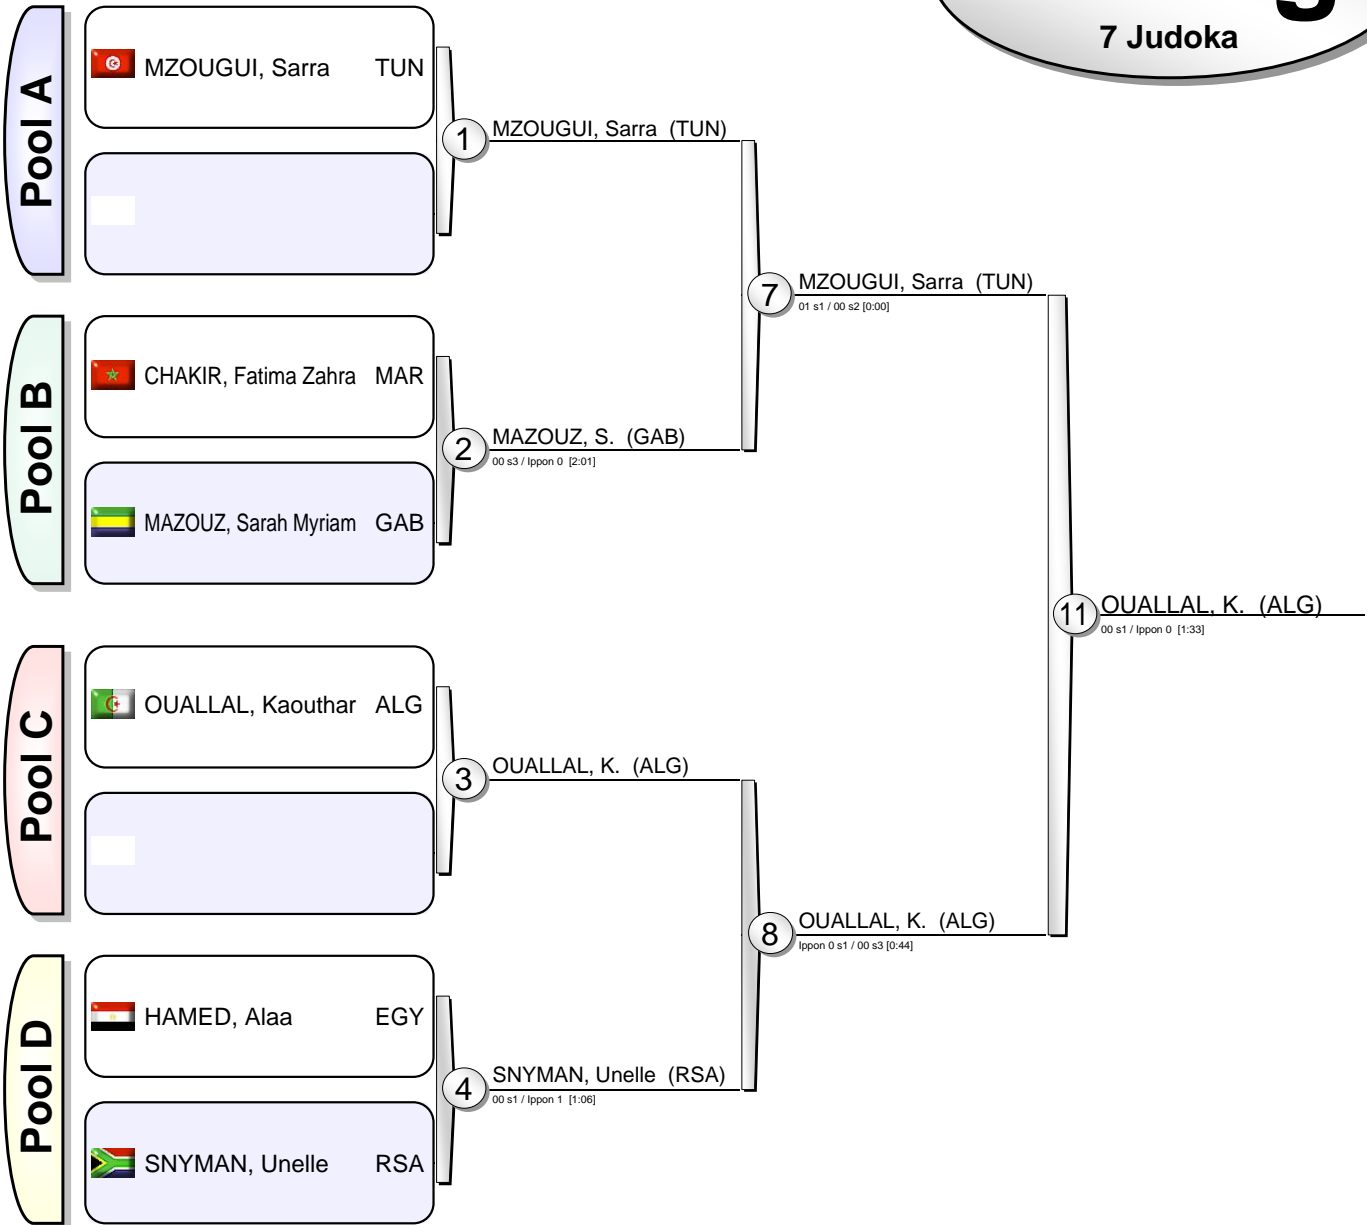 7 Judoka
Pool A
MZOUGUI, Sarra TUN
1
MZOUGUI, Sarra (TUN)
7
MZOUGUI, Sarra (TUN)
01 s1 / 00 s2 [0:00]
Pool B
CHAKIR, Fatima Zahra MAR
2
MAZOUZ, S. (GAB)
00 s3 / Ippon 0 [2:01]
MAZOUZ, Sarah Myriam GAB
11
OUALLAL, K. (ALG)
00 s1 / Ippon 0 [1:33]
Pool C
OUALLAL, Kaouthar ALG
3
OUALLAL, K. (ALG)
8
OUALLAL, K. (ALG)
Ippon 0 s1 / 00 s3 [0:44]
Pool D
HAMED, Alaa EGY
4
SNYMAN, Unelle (RSA)
00 s1 / Ippon 1 [1:06]
SNYMAN, Unelle RSA